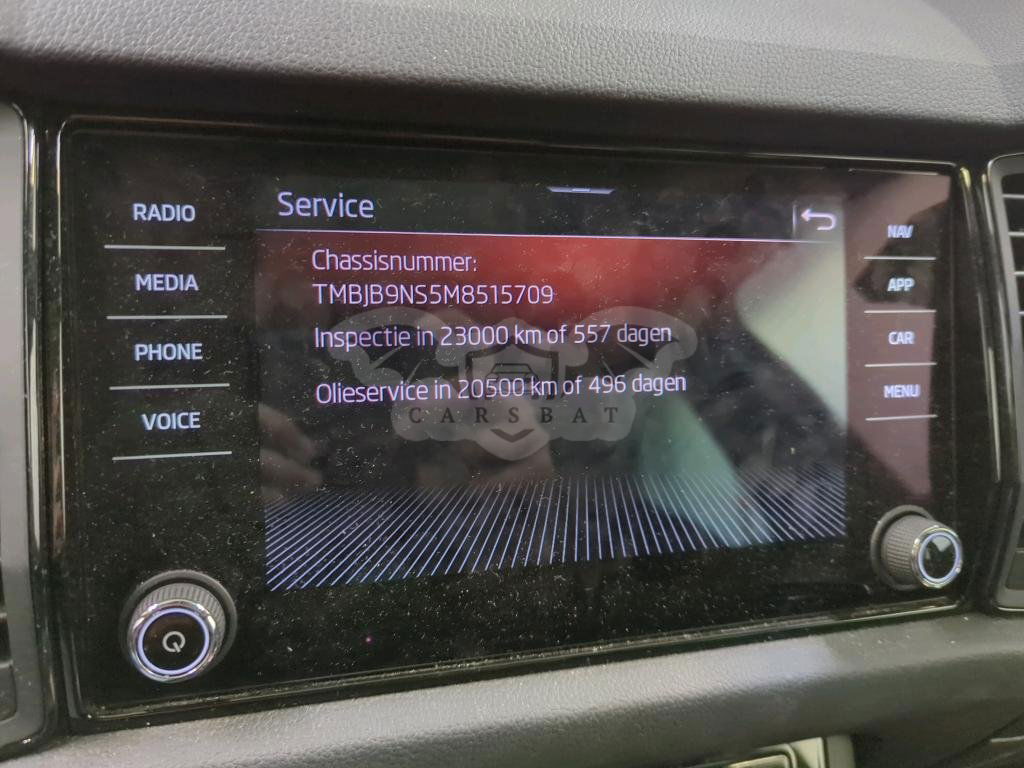 Service
RADIO
MEDIA
PHONE
VOICE
Chassisnummer:
TMBJB9NS5M8515709
Inspectie in 23000 km of 557 dagen
Olieservice in 20500 km of 496 dagen
CARSBAT
NAV
APP
CAR
MENU